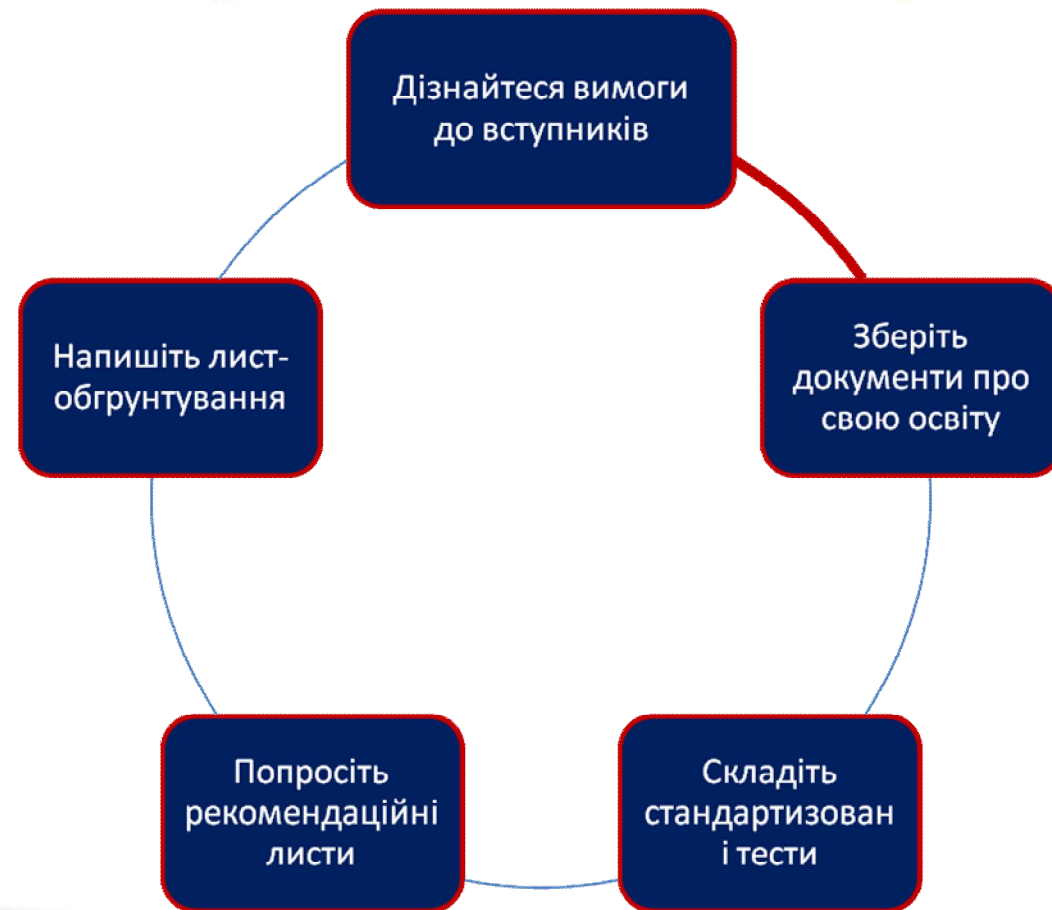 Дізнайтеся вимоги
до вступників
Зберіть
документи про
свою освіту
Складіть
стандартизован
і тести
Попросіть
рекомендаційні
листи
Напишіть лист-
обгрунтування